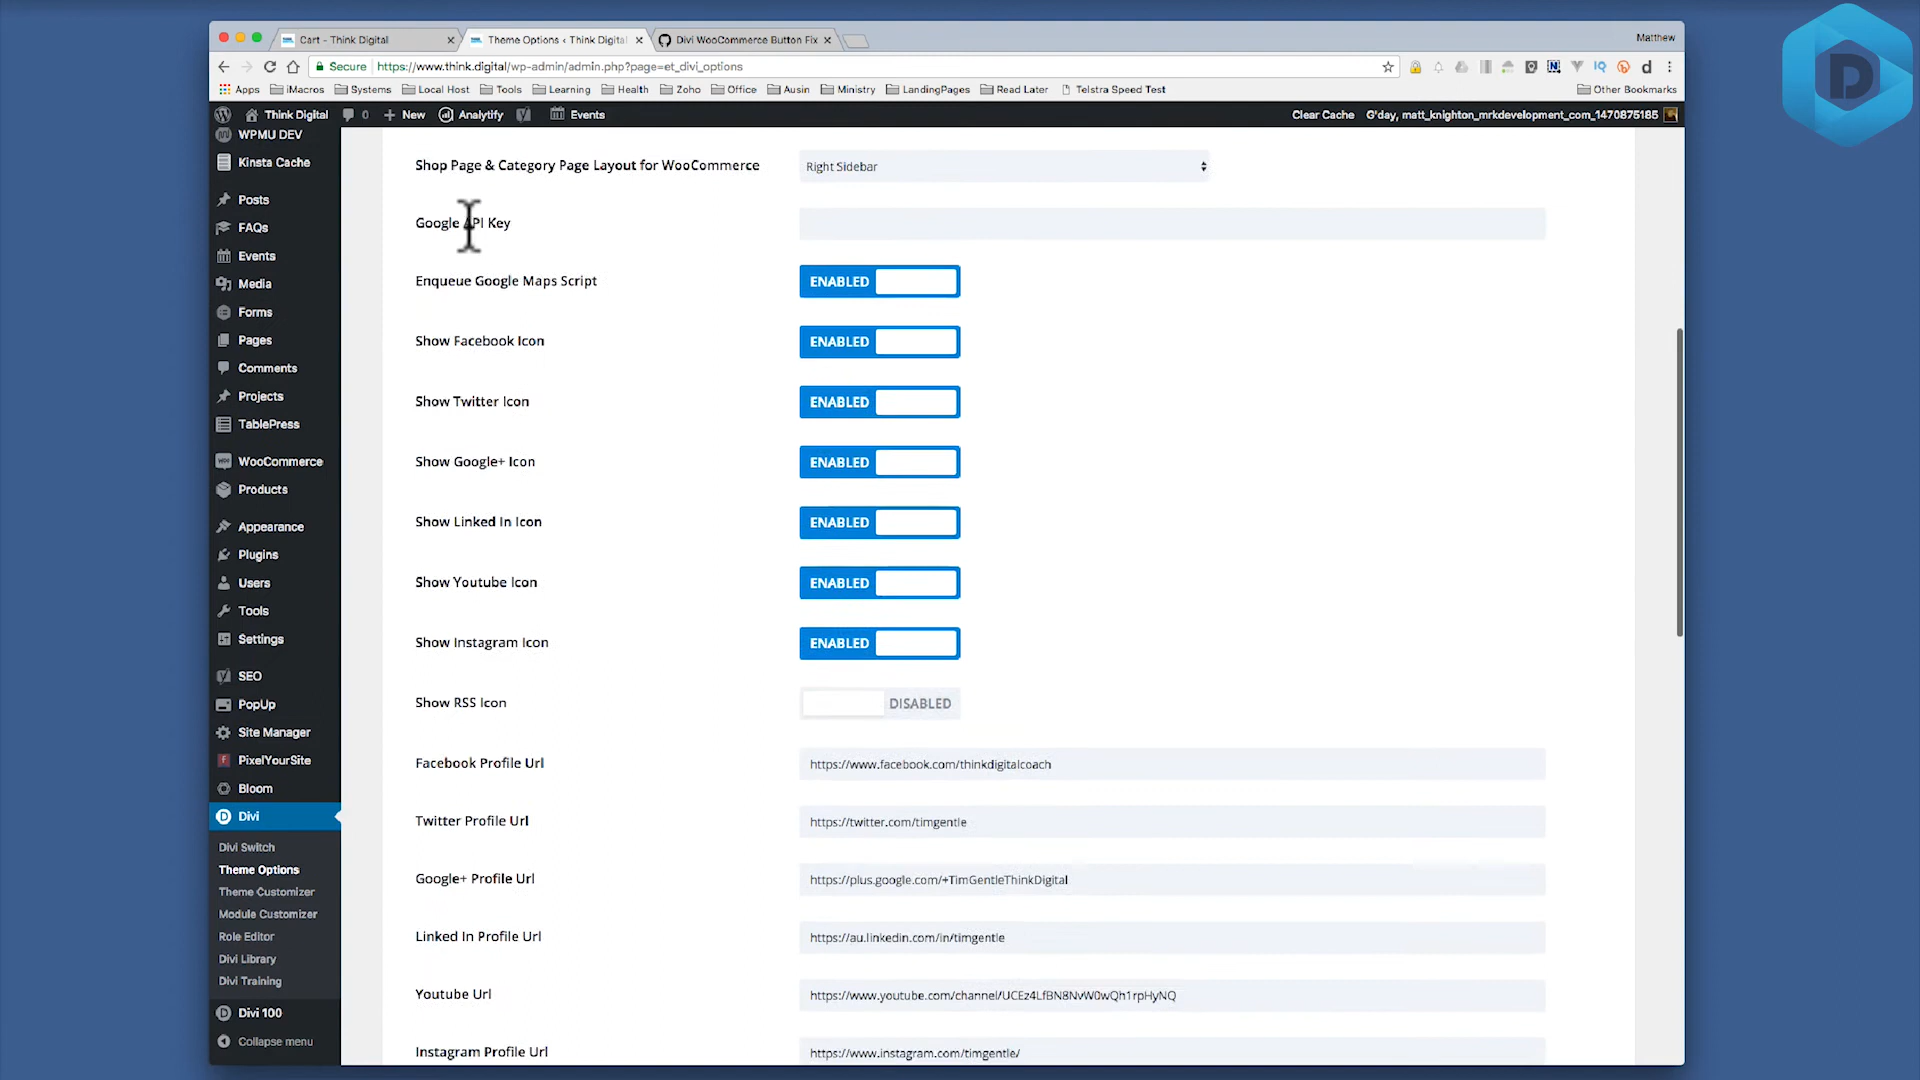 Cart - Think Digital
Theme Options ‹ Think Digital
Divi WooCommerce Button Fix
Matthew
Secure
https://www.think.digital/wp-admin/admin.php?page=et_divi_options
Apps iMacros Systems Local Host Tools Learning Health Zoho Office Ausin Ministry LandingPages Read Later Telstra Speed Test Other Bookmarks
Think Digital 0 New Analytify Events Clear Cache G'day, matt_knighton_mrkdevelopment_com_1470875185
WPMU DEV
Kinsta Cache
Posts
FAQs
Events
Media
Forms
Pages
Comments
Projects
TablePress
WooCommerce
Products
Appearance
Plugins
Users
Tools
Settings
SEO
PopUp
Site Manager
PixelYourSite
Bloom
Divi
Divi Switch
Theme Options
Theme Customizer
Module Customizer
Role Editor
Divi Library
Divi Training
Divi 100
Collapse menu
Shop Page & Category Page Layout for WooCommerce Right Sidebar
Google API Key
Enqueue Google Maps Script ENABLED
Show Facebook Icon ENABLED
Show Twitter Icon ENABLED
Show Google+ Icon ENABLED
Show Linked In Icon ENABLED
Show Youtube Icon ENABLED
Show Instagram Icon ENABLED
Show RSS Icon DISABLED
Facebook Profile Url https://www.facebook.com/thinkdigitalcoach
Twitter Profile Url https://twitter.com/timgentle
Google+ Profile Url https://plus.google.com/+TimGentleThinkDigital
Linked In Profile Url https://au.linkedin.com/in/timgentle
Youtube Url https://www.youtube.com/channel/UCEz4LfBN8NvW0wQh1rpHyNQ
Instagram Profile Url https://www.instagram.com/timgentle/
D